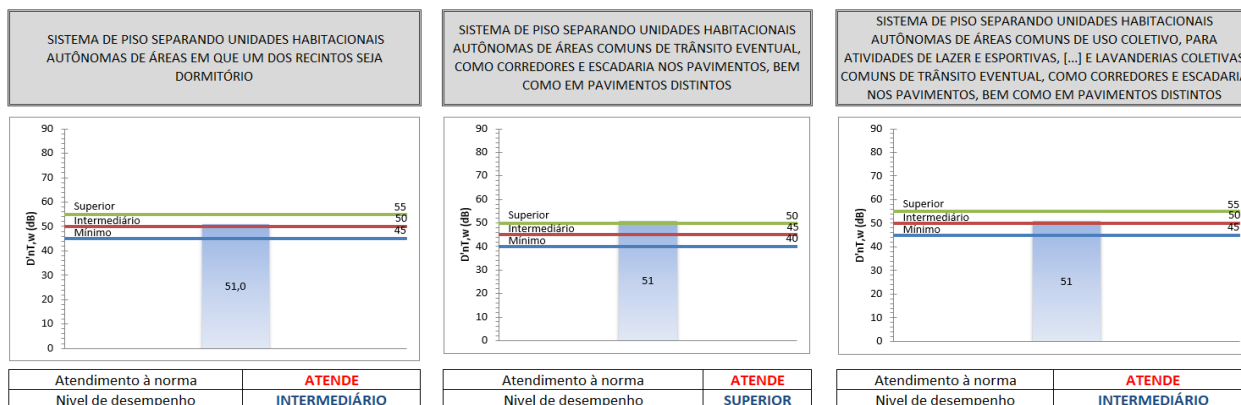 SISTEMA DE PISO SEPARANDO UNIDADES HABITACIONAIS
AUTÔNOMAS DE ÁREAS EM QUE UM DOS RECINTOS SEJA
DORMITÓRIO
90
80
70
60
50
40
30
20
10
0
D'nT,w (dB)
Superior
55
Intermediário
50
Mínimo
45
51,0
Atendimento à norma
ATENDE
Nivel de desempenho
INTERMEDIÁRIO
SISTEMA DE PISO SEPARANDO UNIDADES HABITACIONAIS
AUTÔNOMAS DE ÁREAS COMUNS DE TRÂNSITO EVENTUAL,
COMO CORREDORES E ESCADARIA NOS PAVIMENTOS, BEM
COMO EM PAVIMENTOS DISTINTOS
90
80
70
60
50
40
30
20
10
0
D'nT,w (dB)
Superior
50
Intermediário
45
Mínimo
40
51
Atendimento à norma
ATENDE
Nivel de desempenho
SUPERIOR
SISTEMA DE PISO SEPARANDO UNIDADES HABITACIONAIS
AUTÔNOMAS DE ÁREAS COMUNS DE USO COLETIVO, PARA
ATIVIDADES DE LAZER E ESPORTIVAS, [...] E LAVANDERIAS COLETIVAS
COMUNS DE TRÂNSITO EVENTUAL, COMO CORREDORES E ESCADARIA
NOS PAVIMENTOS, BEM COMO EM PAVIMENTOS DISTINTOS
90
80
70
60
50
40
30
20
10
0
D'nT,w (dB)
Superior
55
Intermediário
50
Mínimo
45
51
Atendimento à norma
ATENDE
Nivel de desempenho
INTERMEDIÁRIO